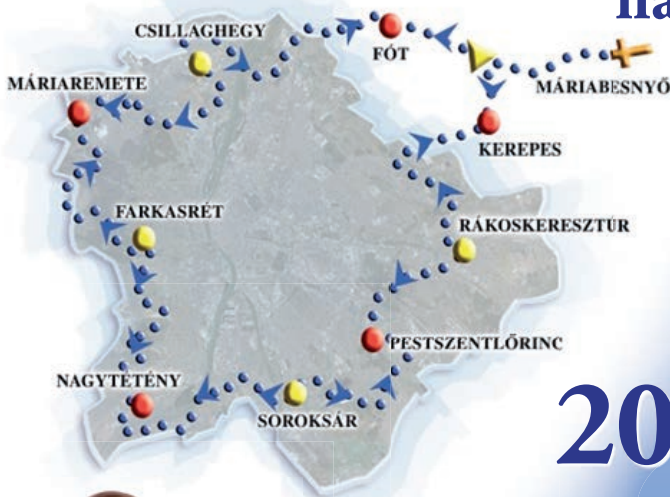 CSILLAGHEGY
FÓT
MÁRIABESNYŐ
MÁRIAREMETE
KEREPES
FARKASRÉT
RÁKOSKERESZTÚR
PESTSZENTLŐRINC
NAGYTÉTÉNY
SOROKSÁR
20